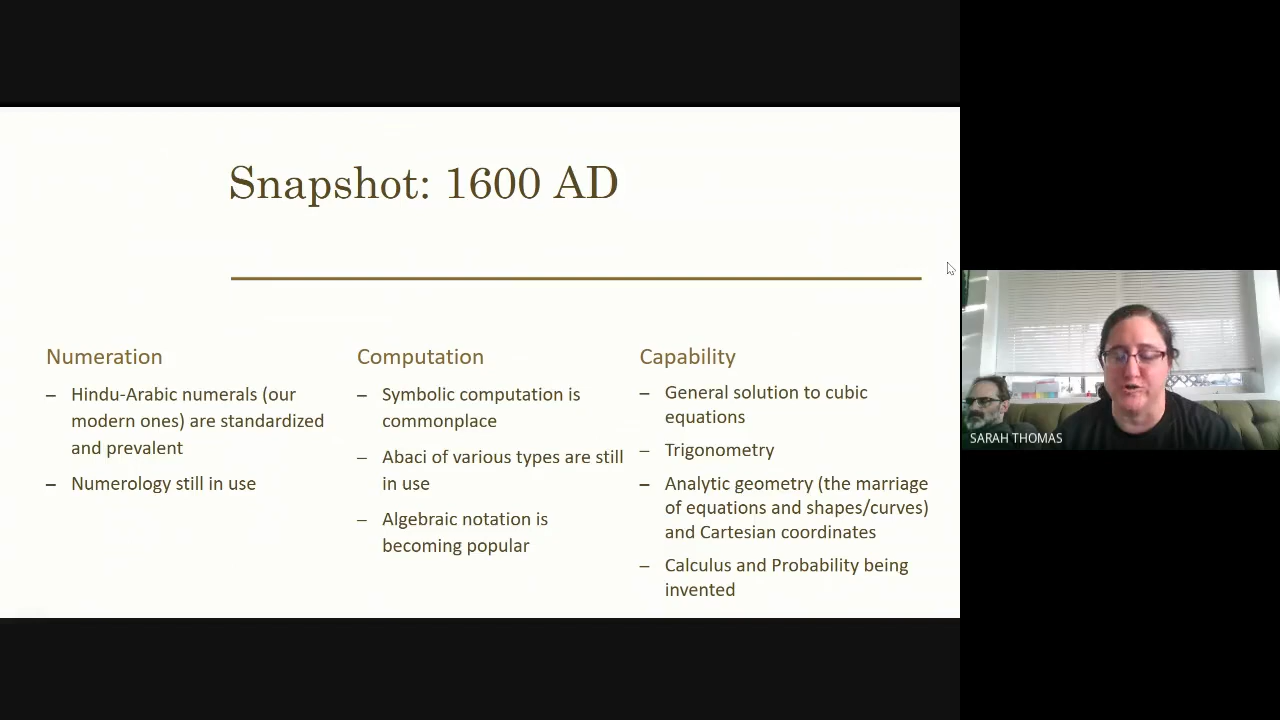 Snapshot: 1600 AD
Numeration
– Hindu-Arabic numerals (our
modern ones) are standardized
and prevalent
– Numerology still in use
Computation
– Symbolic computation is
commonplace
– Abaci of various types are still
in use
– Algebraic notation is
becoming popular
Capability
– General solution to cubic
equations
– Trigonometry
– Analytic geometry (the marriage
of equations and shapes/curves)
and Cartesian coordinates
– Calculus and Probability being
invented
SARAH THOMAS